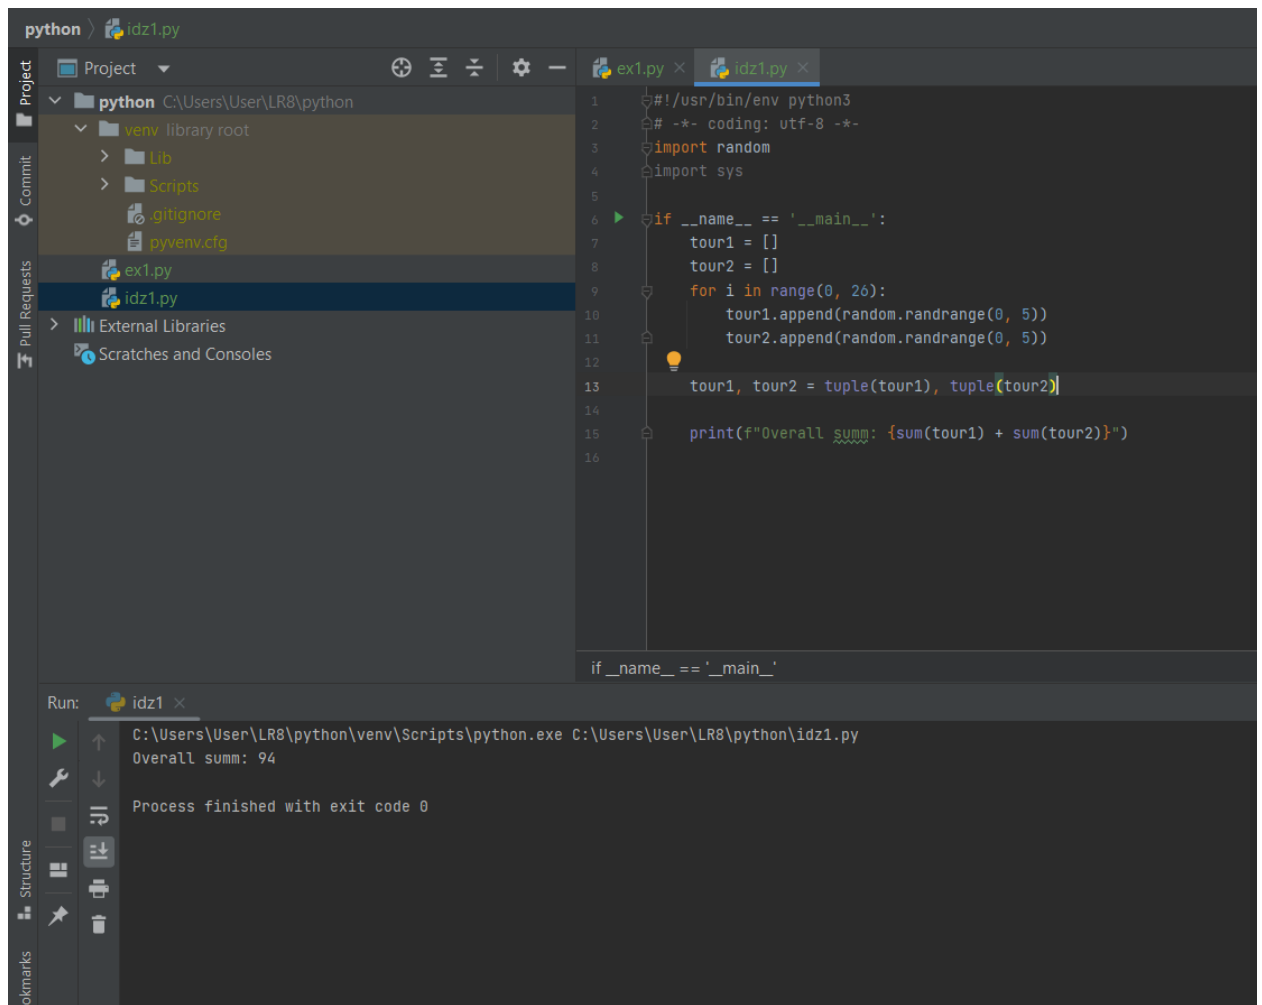 python > idz1.py
Project
Commit
Pull Requests
Structure
Project
python C:\Users\User\LR8\python
venv library root
Lib
Scripts
.gitignore
pyvenv.cfg
ex1.py
idz1.py
External Libraries
Scratches and Consoles
ex1.py idz1.py
1 #!/usr/bin/env python3
2 # -*- coding: utf-8 -*-
3 import random
4 import sys
5
6 if __name__ == '__main__':
7 tour1 = []
8 tour2 = []
9 for i in range(0, 26):
10 tour1.append(random.randrange(0, 5))
11 tour2.append(random.randrange(0, 5))
12
13 tour1, tour2 = tuple(tour1), tuple(tour2)
14
15 print(f"Overall summ: {sum(tour1) + sum(tour2)}")
16
if __name__ == '__main__'
Run: idz1
C:\Users\User\LR8\python\venv\Scripts\python.exe C:\Users\User\LR8\python\idz1.py
Overall summ: 94
Process finished with exit code 0